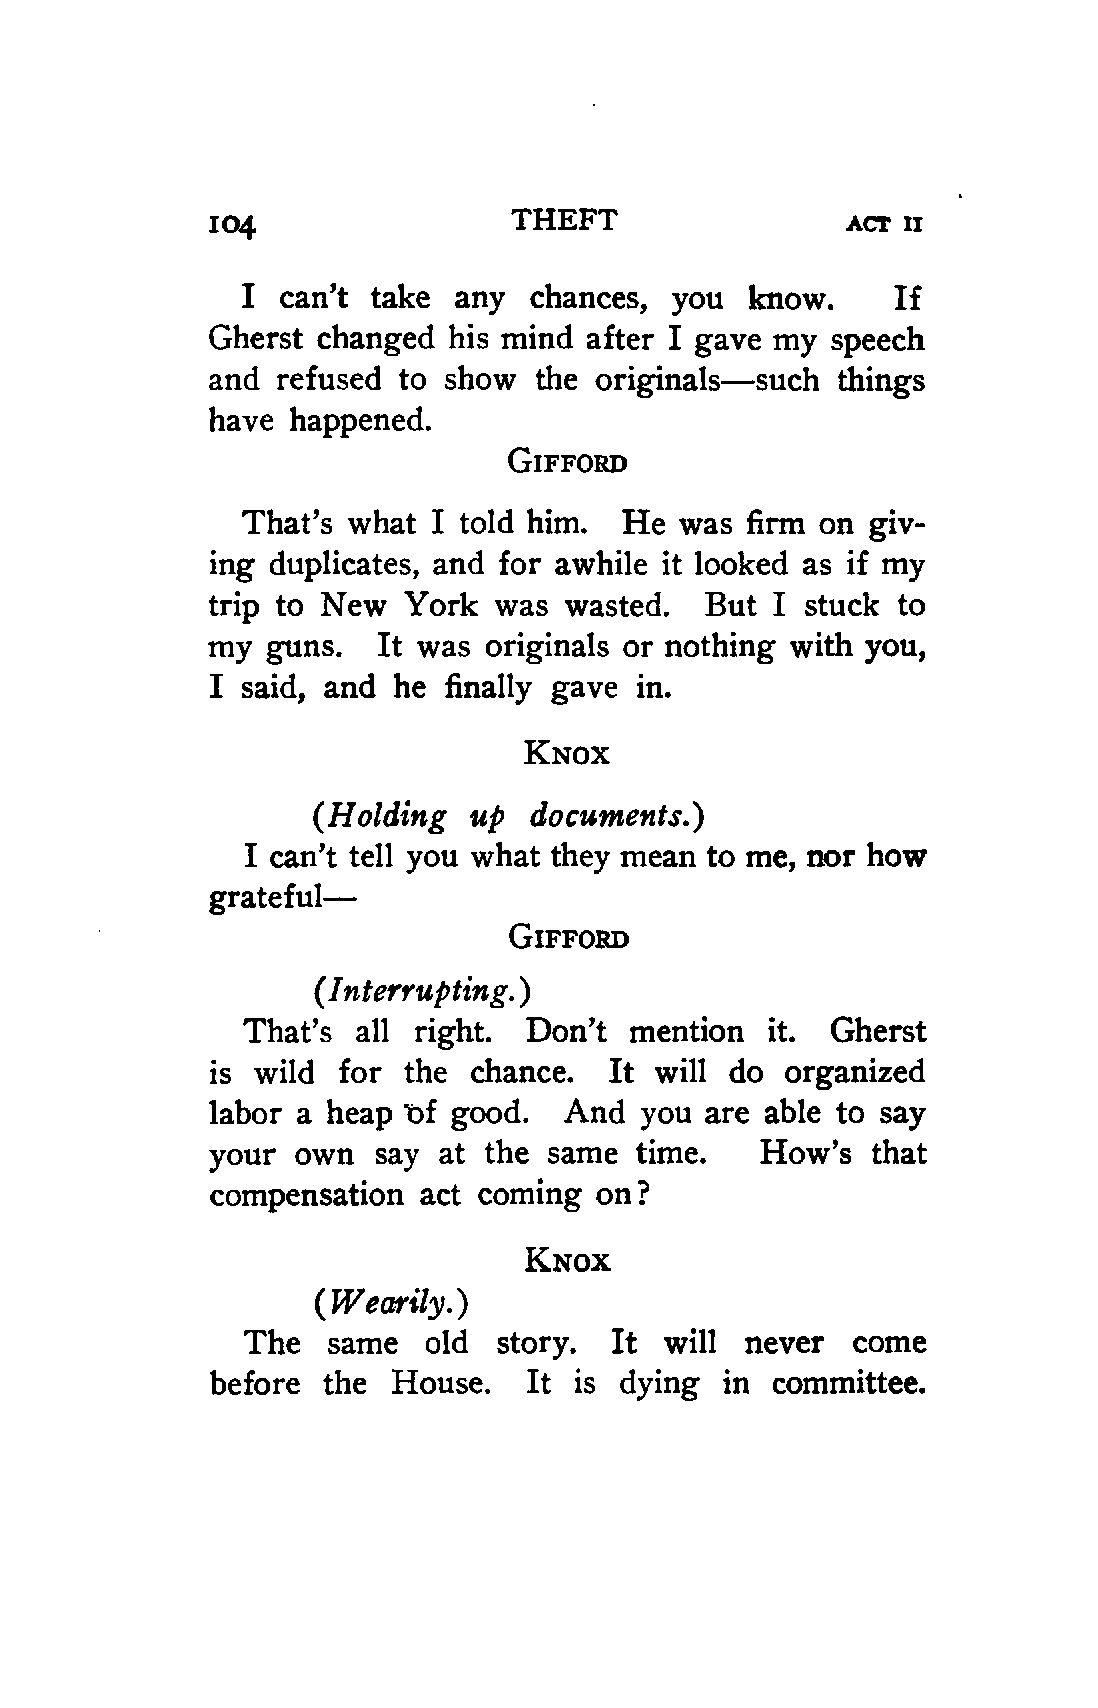 104 THEFT ACT II
I can't take any chances, you know. If
Gherst changed his mind after I gave my speech
and refused to show the originals—such things
have happened.
GIFFORD
That's what I told him. He was firm on giv-
ing duplicates, and for awhile it looked as if my
trip to New York was wasted. But I stuck to
my guns. It was originals or nothing with you,
I said, and he finally gave in.
KNOX
(Holding up documents.)
I can't tell you what they mean to me, nor how
grateful—
GIFFORD
(Interrupting.)
That's all right. Don't mention it. Gherst
is wild for the chance. It will do organized
labor a heap of good. And you are able to say
your own say at the same time. How's that
compensation act coming on?
KNOX
(Wearily.)
The same old story. It will never come
before the House. It is dying in committee.